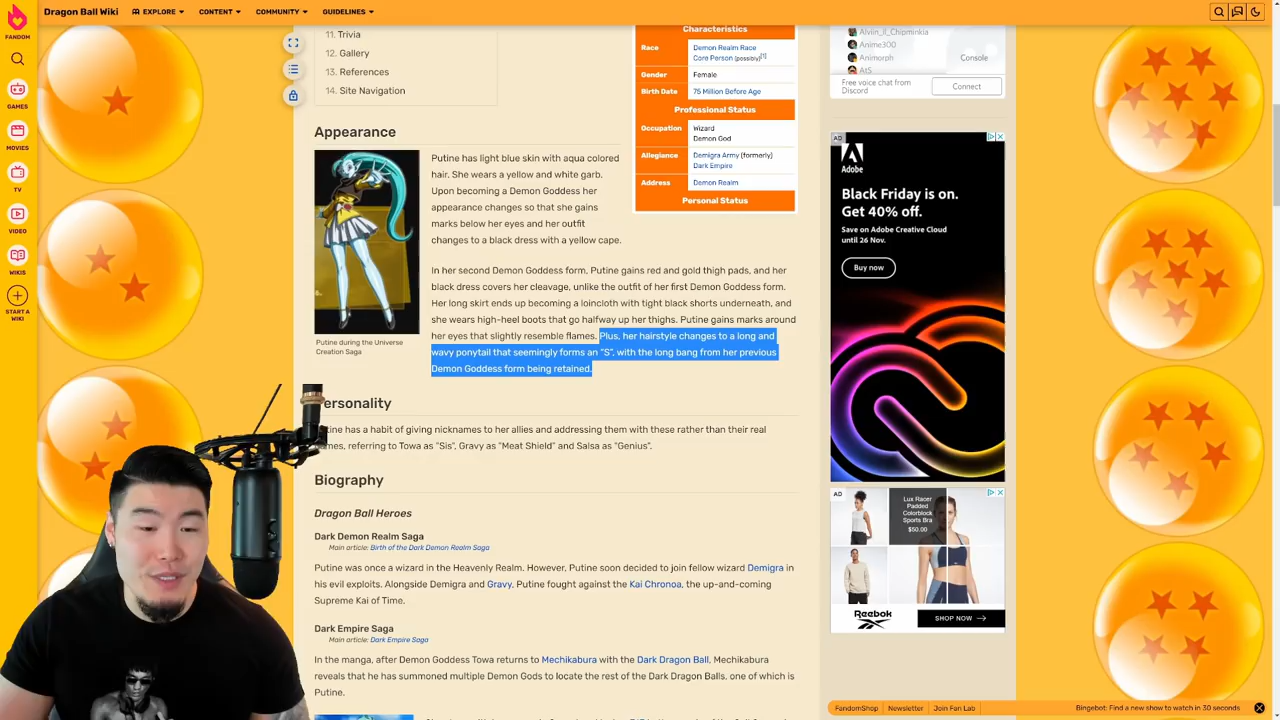 Dragon Ball Wiki
EXPLORE
CONTENT
COMMUNITY
GUIDELINES
FANDOM
GAMES
MOVIES
TV
VIDEO
WIKIS
START A
WIKI
11. Trivia
12. Gallery
13. References
14. Site Navigation
Characteristics
Race
Demon Realm Race
Core Person (possibly)[1]
Gender
Female
Birth Date
75 Million Before Age
Professional Status
Occupation
Wizard
Demon God
Allegiance
Demigra Army (formerly)
Dark Empire
Address
Demon Realm
Personal Status
Appearance
Putine during the Universe
Creation Saga
Putine has light blue skin with aqua colored
hair. She wears a yellow and white garb.
Upon becoming a Demon Goddess her
appearance changes so that she gains
marks below her eyes and her outfit
changes to a black dress with a yellow cape.
In her second Demon Goddess form, Putine gains red and gold thigh pads, and her
black dress covers her cleavage, unlike the outfit of her first Demon Goddess form.
Her long skirt ends up becoming a loincloth with tight black shorts underneath, and
she wears high-heel boots that go halfway up her thighs. Putine gains marks around
her eyes that slightly resemble flames. Plus, her hairstyle changes to a long and
wavy ponytail that seemingly forms an "S", with the long bang from her previous
Demon Goddess form being retained.
Personality
tine has a habit of giving nicknames to her allies and addressing them with these rather than their real
mes, referring to Towa as "Sis", Gravy as "Meat Shield" and Salsa as "Genius".
Biography
Dragon Ball Heroes
Dark Demon Realm Saga
Main article: Birth of the Dark Demon Realm Saga
Putine was once a wizard in the Heavenly Realm. However, Putine soon decided to join fellow wizard Demigra in
his evil exploits. Alongside Demigra and Gravy, Putine fought against the Kai Chronoa, the up-and-coming
Supreme Kai of Time.
Dark Empire Saga
Main article: Dark Empire Saga
In the manga, after Demon Goddess Towa returns to Mechikabura with the Dark Dragon Ball, Mechikabura
reveals that he has summoned multiple Demon Gods to locate the rest of the Dark Dragon Balls, one of which is
Putine.
Alviin_II_Chipminkia
Anime300
Animorph
AtS
Console
Free voice chat from
Discord
Connect
AD
Adobe
Black Friday is on.
Get 40% off.
Save on Adobe Creative Cloud
until 26 Nov.
Buy now
AD
Lux Racer
Padded
Colorblock
Sports Bra
$50.00
Reebok
SHOP NOW
FandomShop
Newsletter
Join Fan Lab
Bingebot: Find a new show to watch in 30 seconds